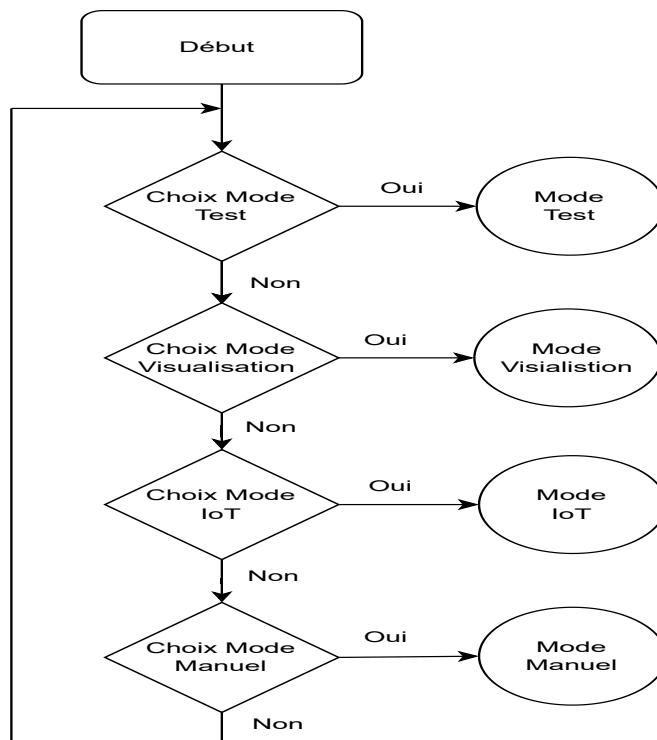 Début
Choix Mode
Test
Oui
Mode
Test
Non
Choix Mode
Visualisation
Oui
Mode
Visialistion
Non
Choix Mode
IoT
Oui
Mode
IoT
Non
Choix Mode
Manuel
Oui
Mode
Manuel
Non